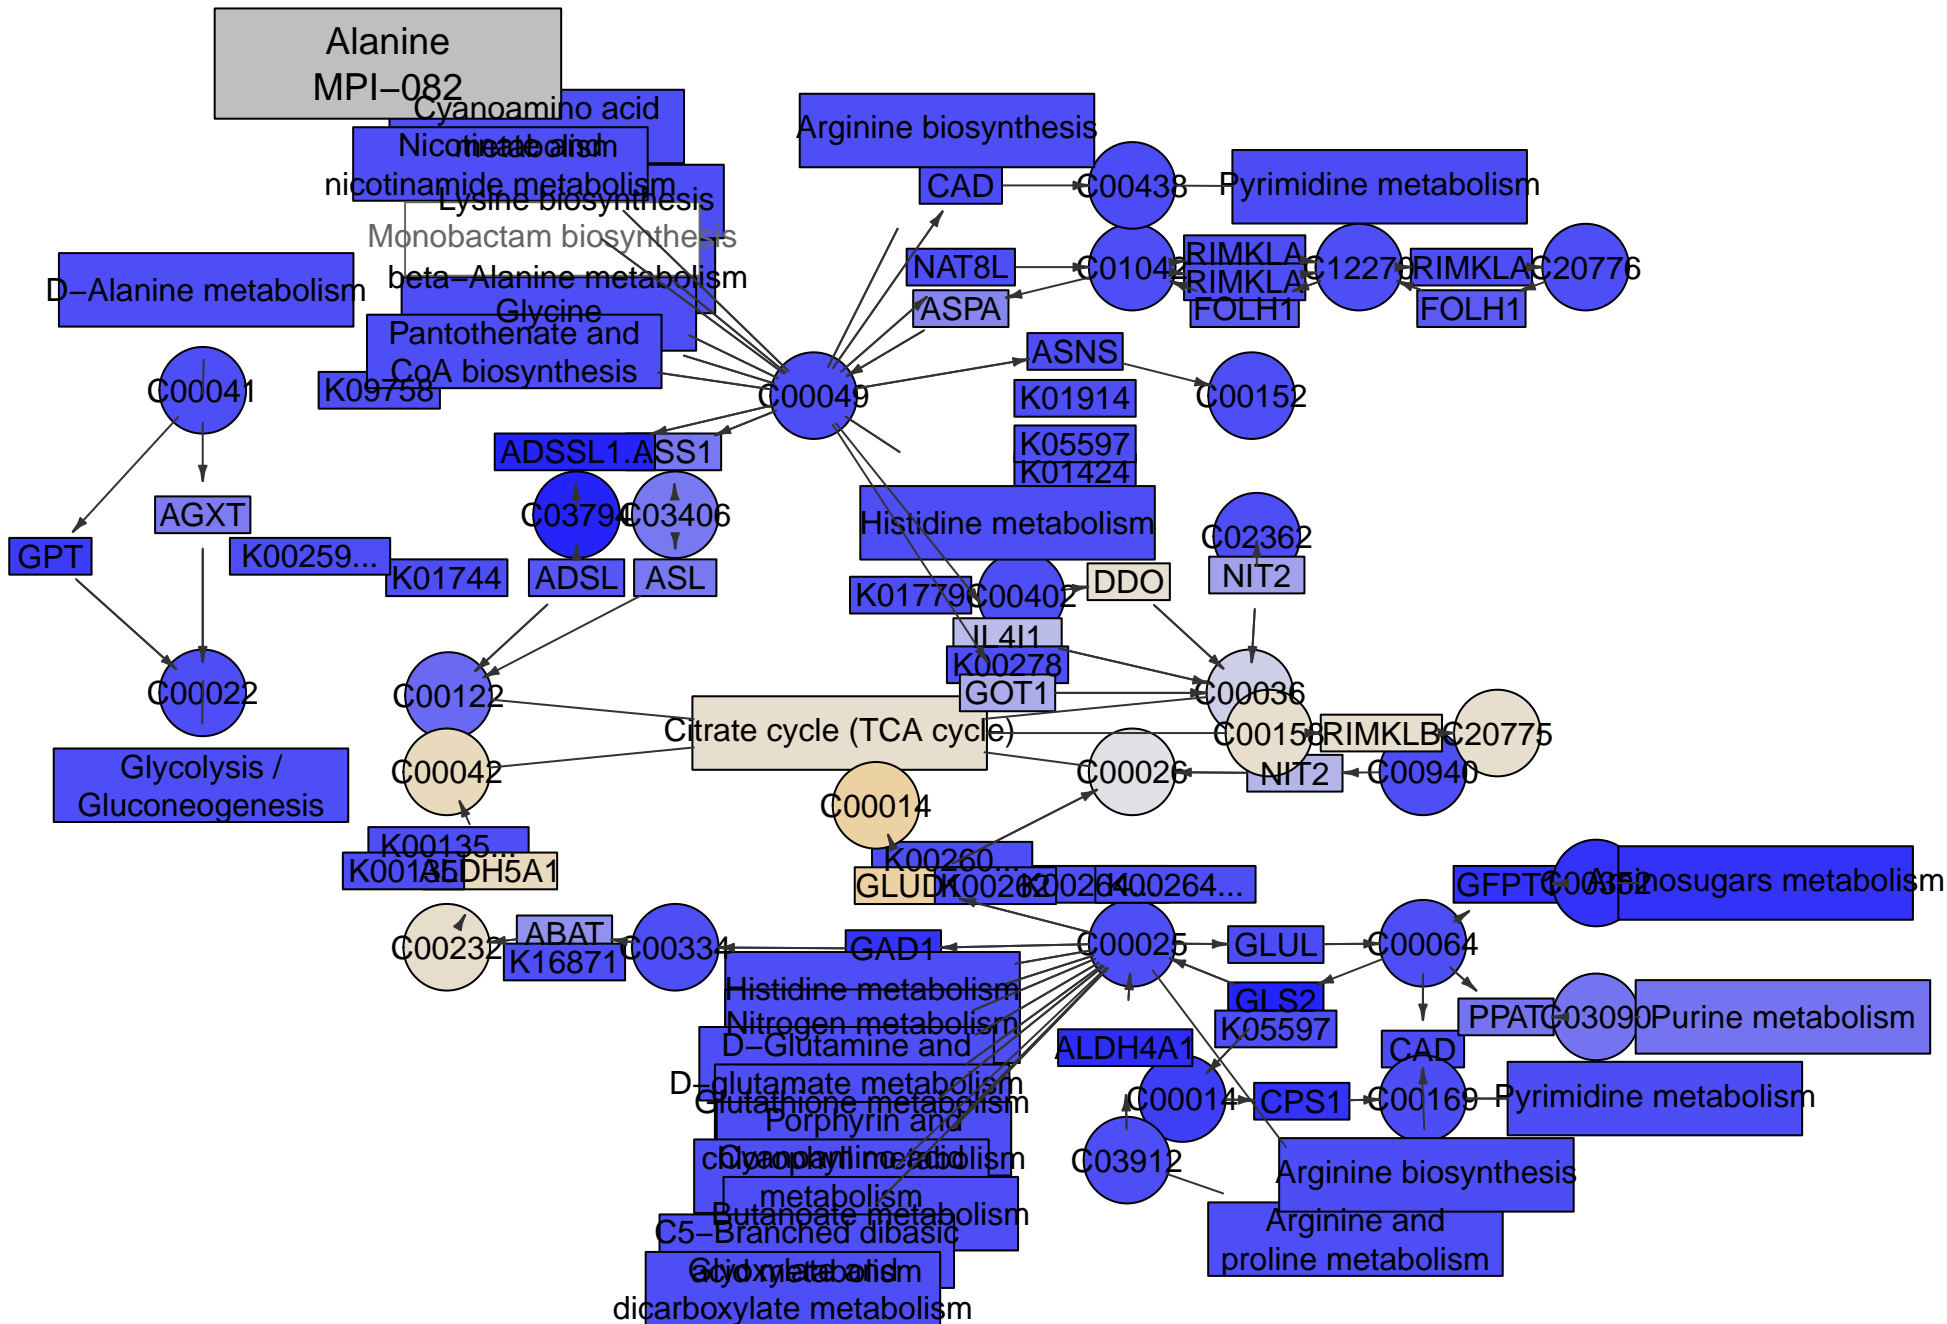 Alanine
MPI−082
Cyanoamino acid
metabolism
Nicotinate and
nicotinamide metabolism
Lysine biosynthesis
Monobactam biosynthesis
beta−Alanine metabolism
Glycine
Pantothenate and
CoA biosynthesis
D−Alanine metabolism
Arginine biosynthesis
CAD
C00438
Pyrimidine metabolism
NAT8L
ASPA
C01042
RIMKLA
RIMKLA
FOLH1
C12270
RIMKLA
FOLH1
C20776
C00041
K09758
C00049
ASNS
C00152
K01914
K05597
K01424
ADSSL1...
ASS1
C03794
C03406
AGXT
GPT
K00259...
K01744
ADSL
ASL
Histidine metabolism
C02362
NIT2
K01779
C00402
DDO
IL4I1
K00278
GOT1
C00022
C00122
C00036
Citrate cycle (TCA cycle)
C00158
RIMKLB
C20775
C00042
C00026
NIT2
C00940
Glycolysis /
Gluconeogenesis
C00014
K00135...
K00135
ALDH5A1
K00260...
K00262
K00264...
K00264...
GFPT1
C00352
Aminosugars metabolism
C00232
ABAT
K16871
C00334
GAD1
C00025
GLUL
C00064
GLS2
K05597
PPAT
C03090
Purine metabolism
Histidine metabolism
Nitrogen metabolism
D−Glutamine and
D−glutamate metabolism
Glutathione metabolism
Porphyrin and
chlorophyll metabolism
Cyanoamino acid
metabolism
Butanoate metabolism
C5−Branched dibasic
acid metabolism
Glyoxylate and
dicarboxylate metabolism
ALDH4A1
CAD
C00014
CPS1
C00169
Pyrimidine metabolism
C03912
Arginine biosynthesis
Arginine and
proline metabolism